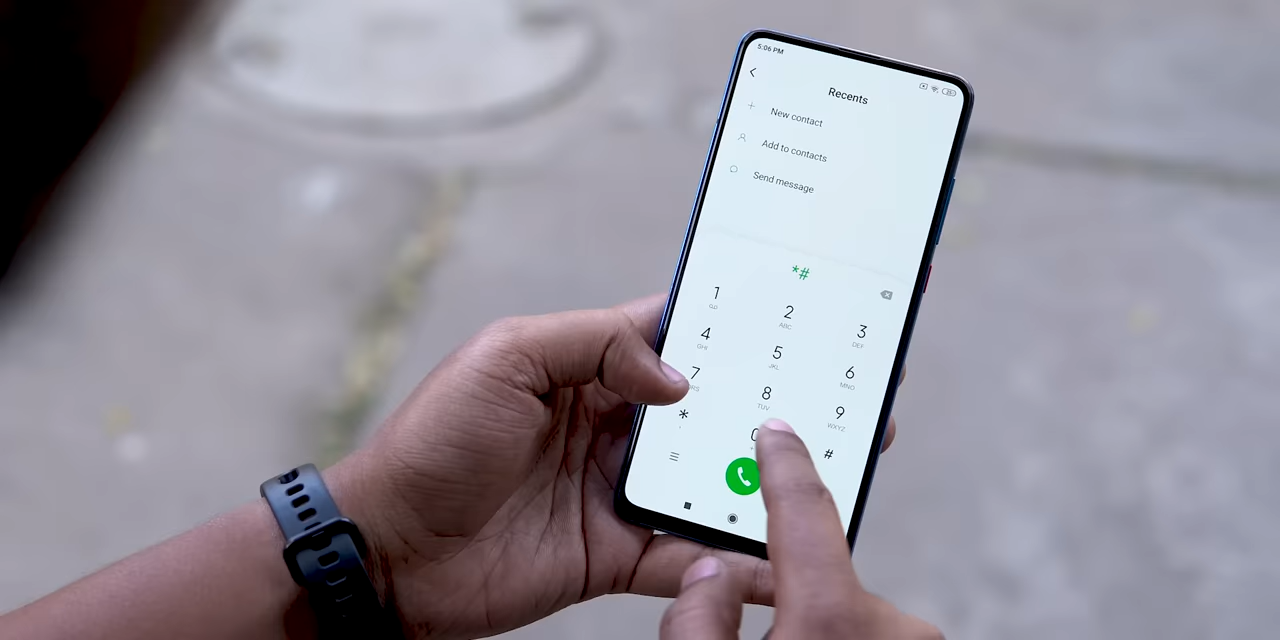 5:06 PM
Recents
New contact
Add to contacts
Send message
*#
1
2
ABC
3
DEF
4
GHI
5
JKL
6
MNO
7
8
TUV
9
WXYZ
*
#